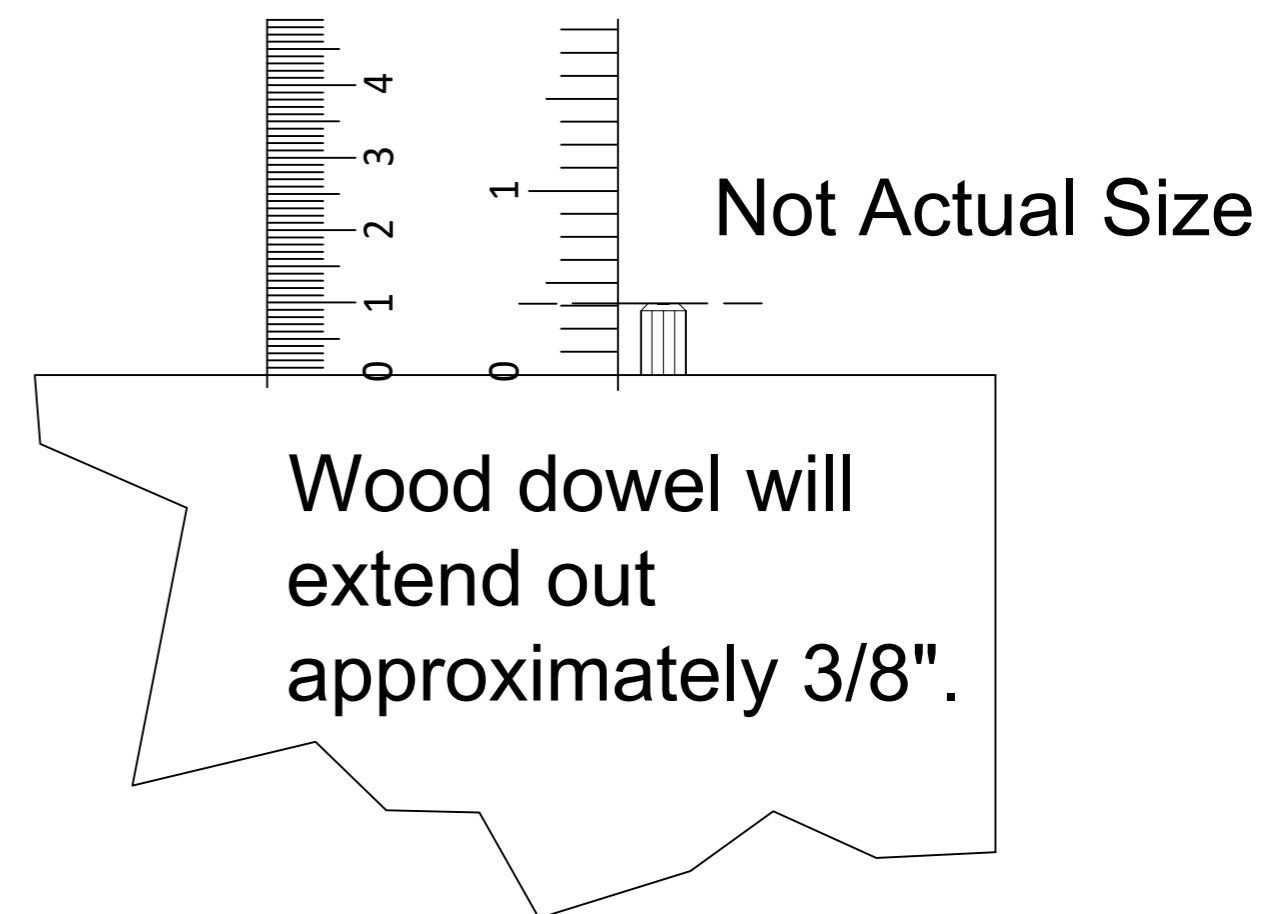 4
3
2
1
0
1
0
Not Actual Size
Wood dowel will
extend out
approximately 3/8".